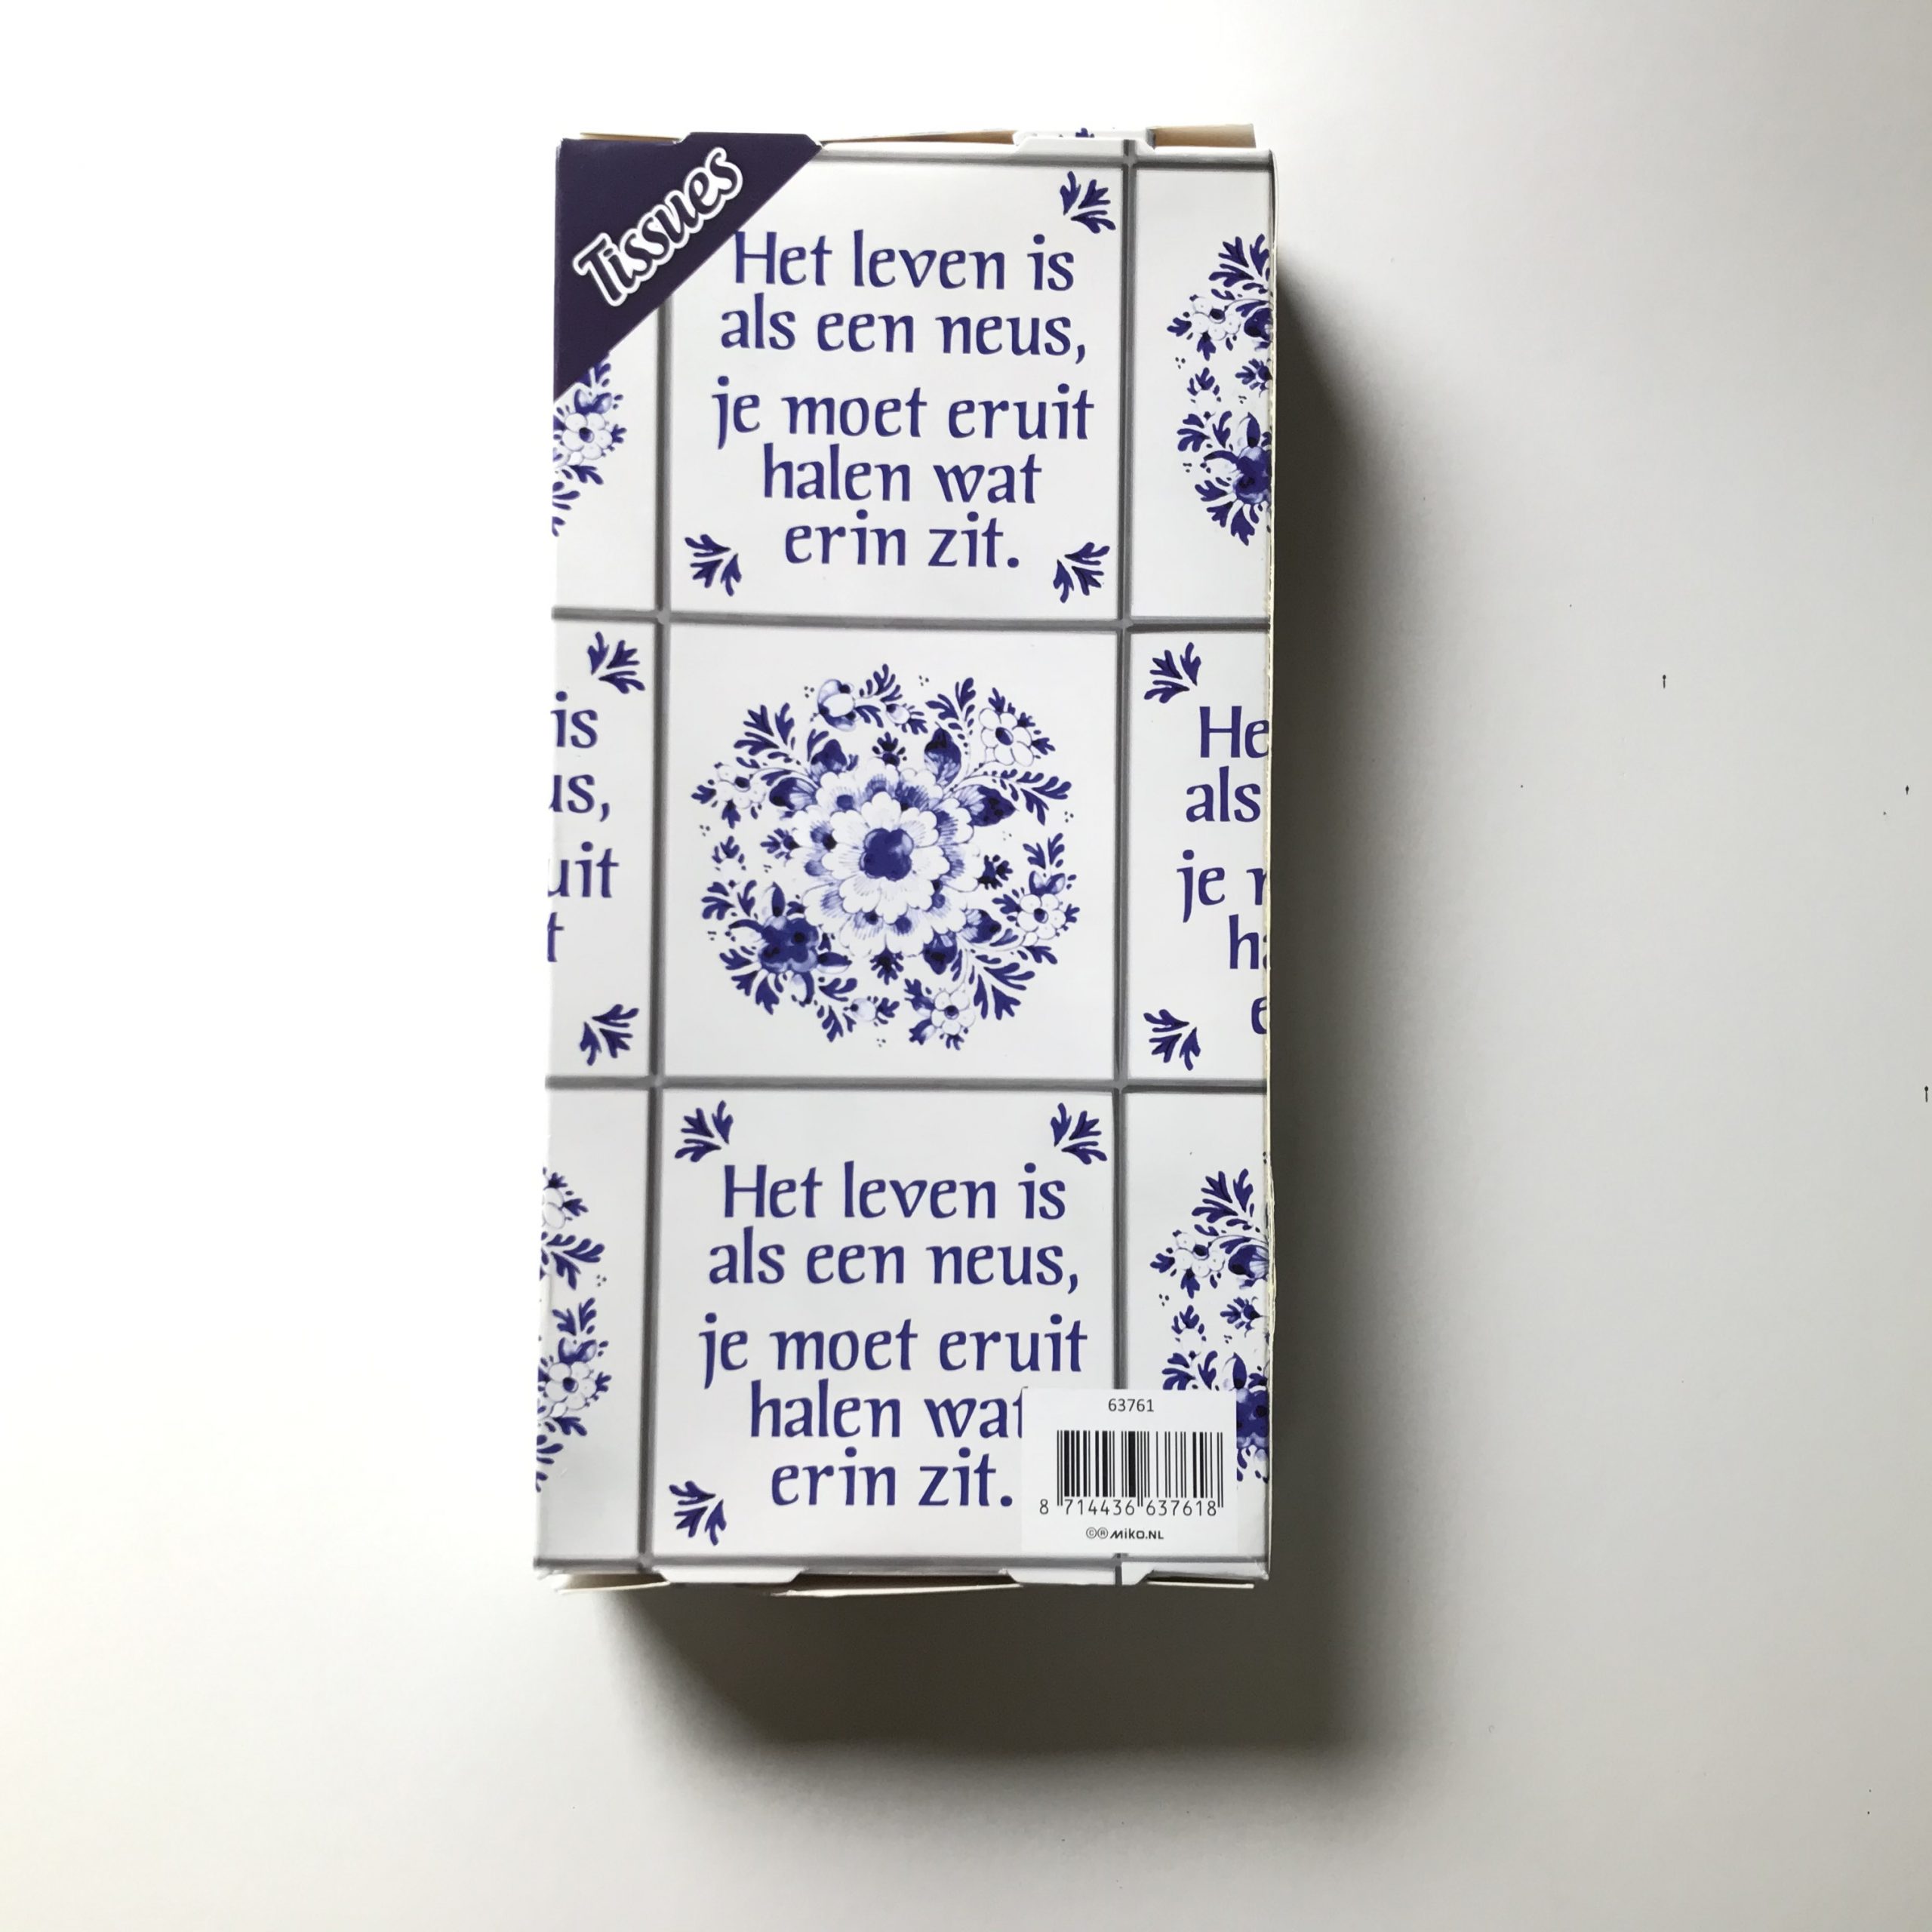 Tissues
Het leven is
als een neus,
je moet eruit
halen wat
erin zit.
is
us,
uit
t
He
als
je
Het leven is
als een neus,
je moet eruit
halen wat
erin zit.
63761
8 714436 637618
©® MIKO.NL